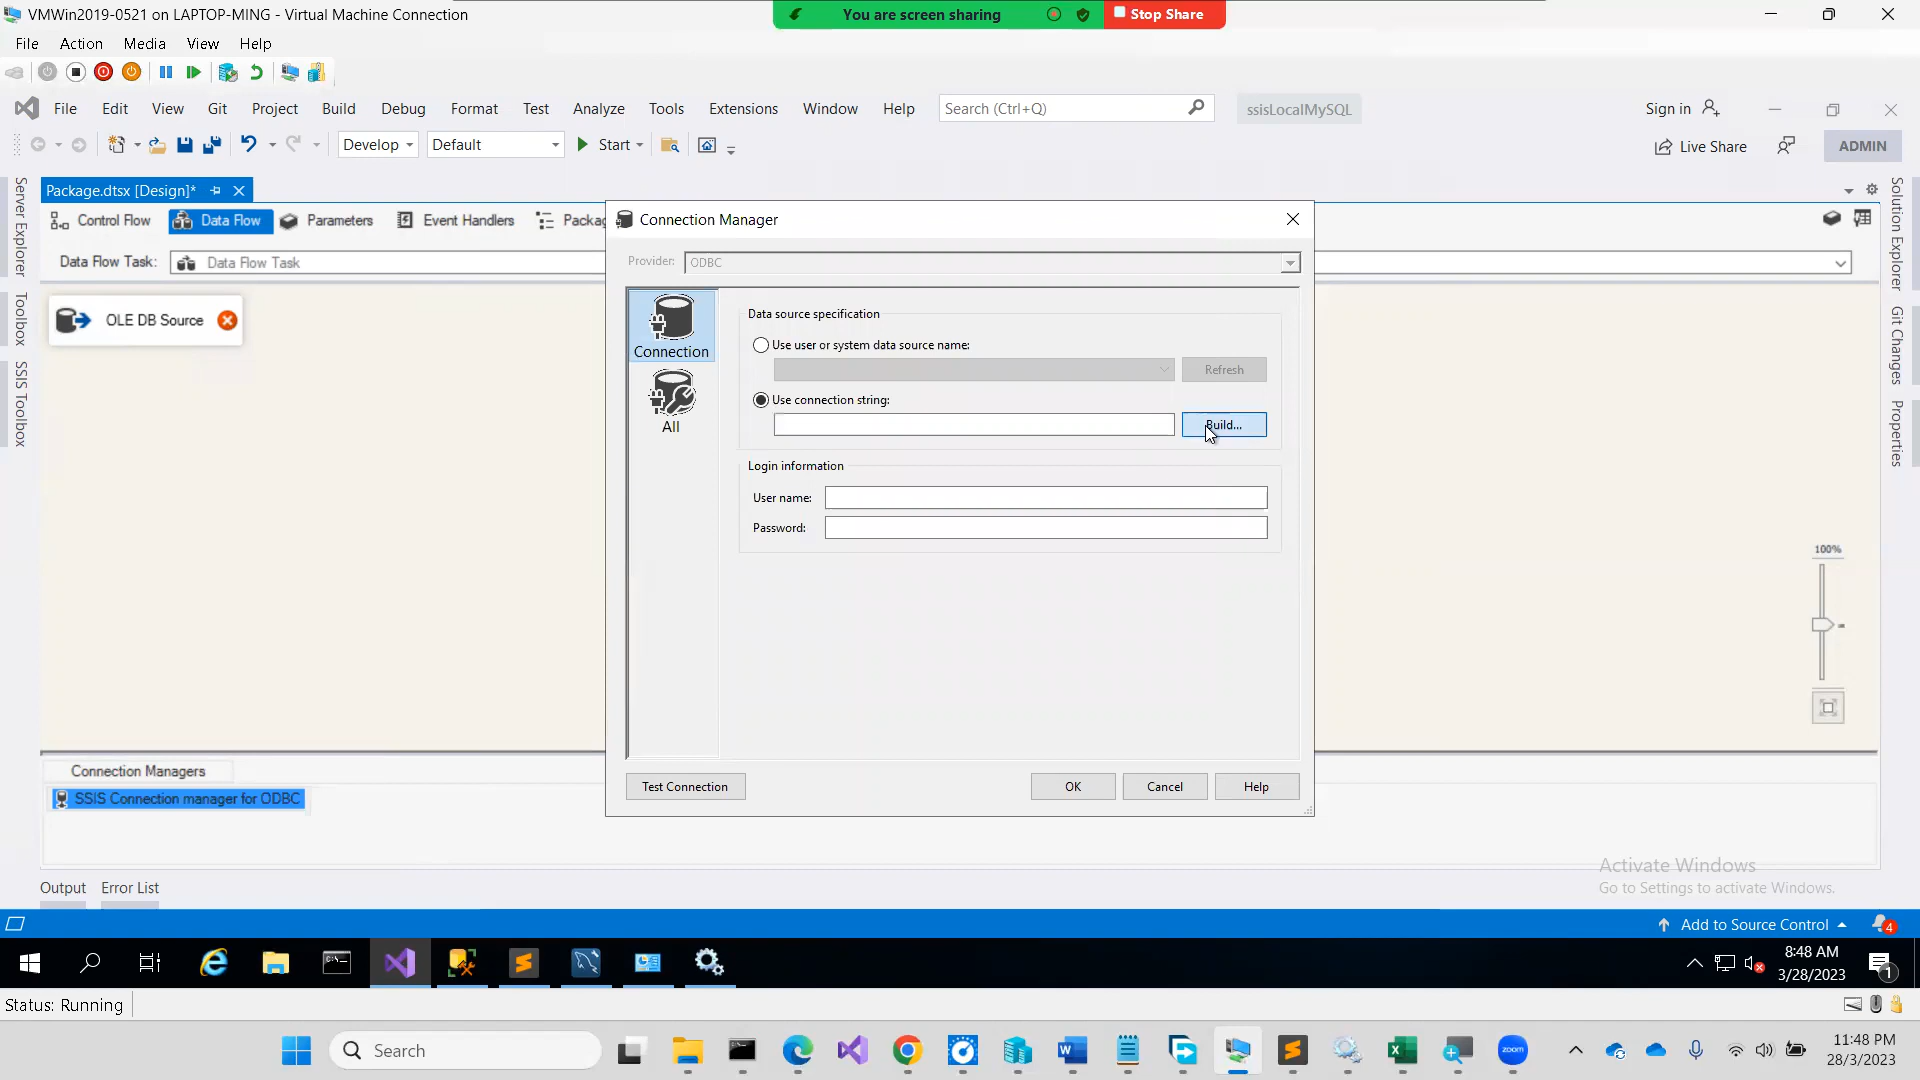 VMWin2019-0521 on LAPTOP-MING - Virtual Machine Connection
You are screen sharing
Stop Share
File Action Media View Help
File Edit View Git Project Build Debug Format Test Analyze Tools Extensions Window Help Search (Ctrl+Q) ssisLocalMySQL Sign in
Develop Default Start Live Share ADMIN
Package.dtsx [Design]*
Control Flow Data Flow Parameters Event Handlers Packag
Data Flow Task: Data Flow Task
Server Explorer
Toolbox
SSIS Toolbox
OLE DB Source
Connection Manager
Provider: ODBC
Connection
All
Data source specification
Use user or system data source name:
Refresh
Use connection string:
Build...
Login information
User name:
Password:
Test Connection OK Cancel Help
Solution Explorer
Git Changes
Properties
100%
Connection Managers
SSIS Connection manager for ODBC
Activate Windows
Go to Settings to activate Windows.
Output Error List
Add to Source Control 4
8:48 AM
3/28/2023
1
Status: Running
Search
zoom
11:48 PM
28/3/2023